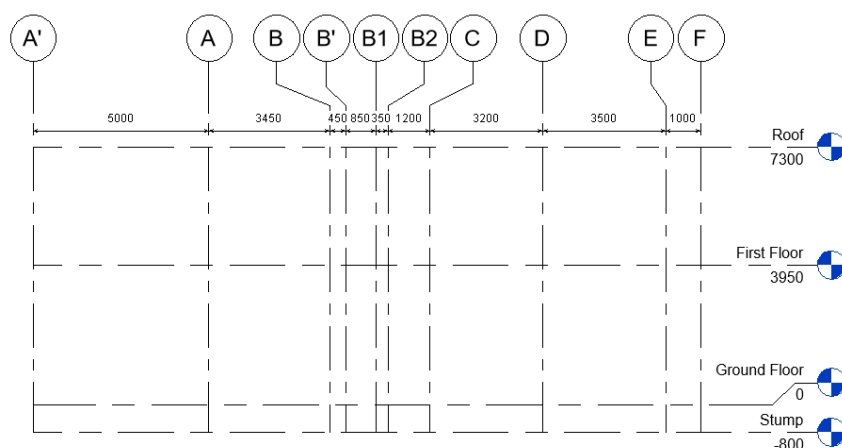 A' A B B' B1 B2 C D E F
5000 3450 450 850 350 1200 3200 3500 1000
Roof
7300
First Floor
3950
Ground Floor
0
Stump
-800